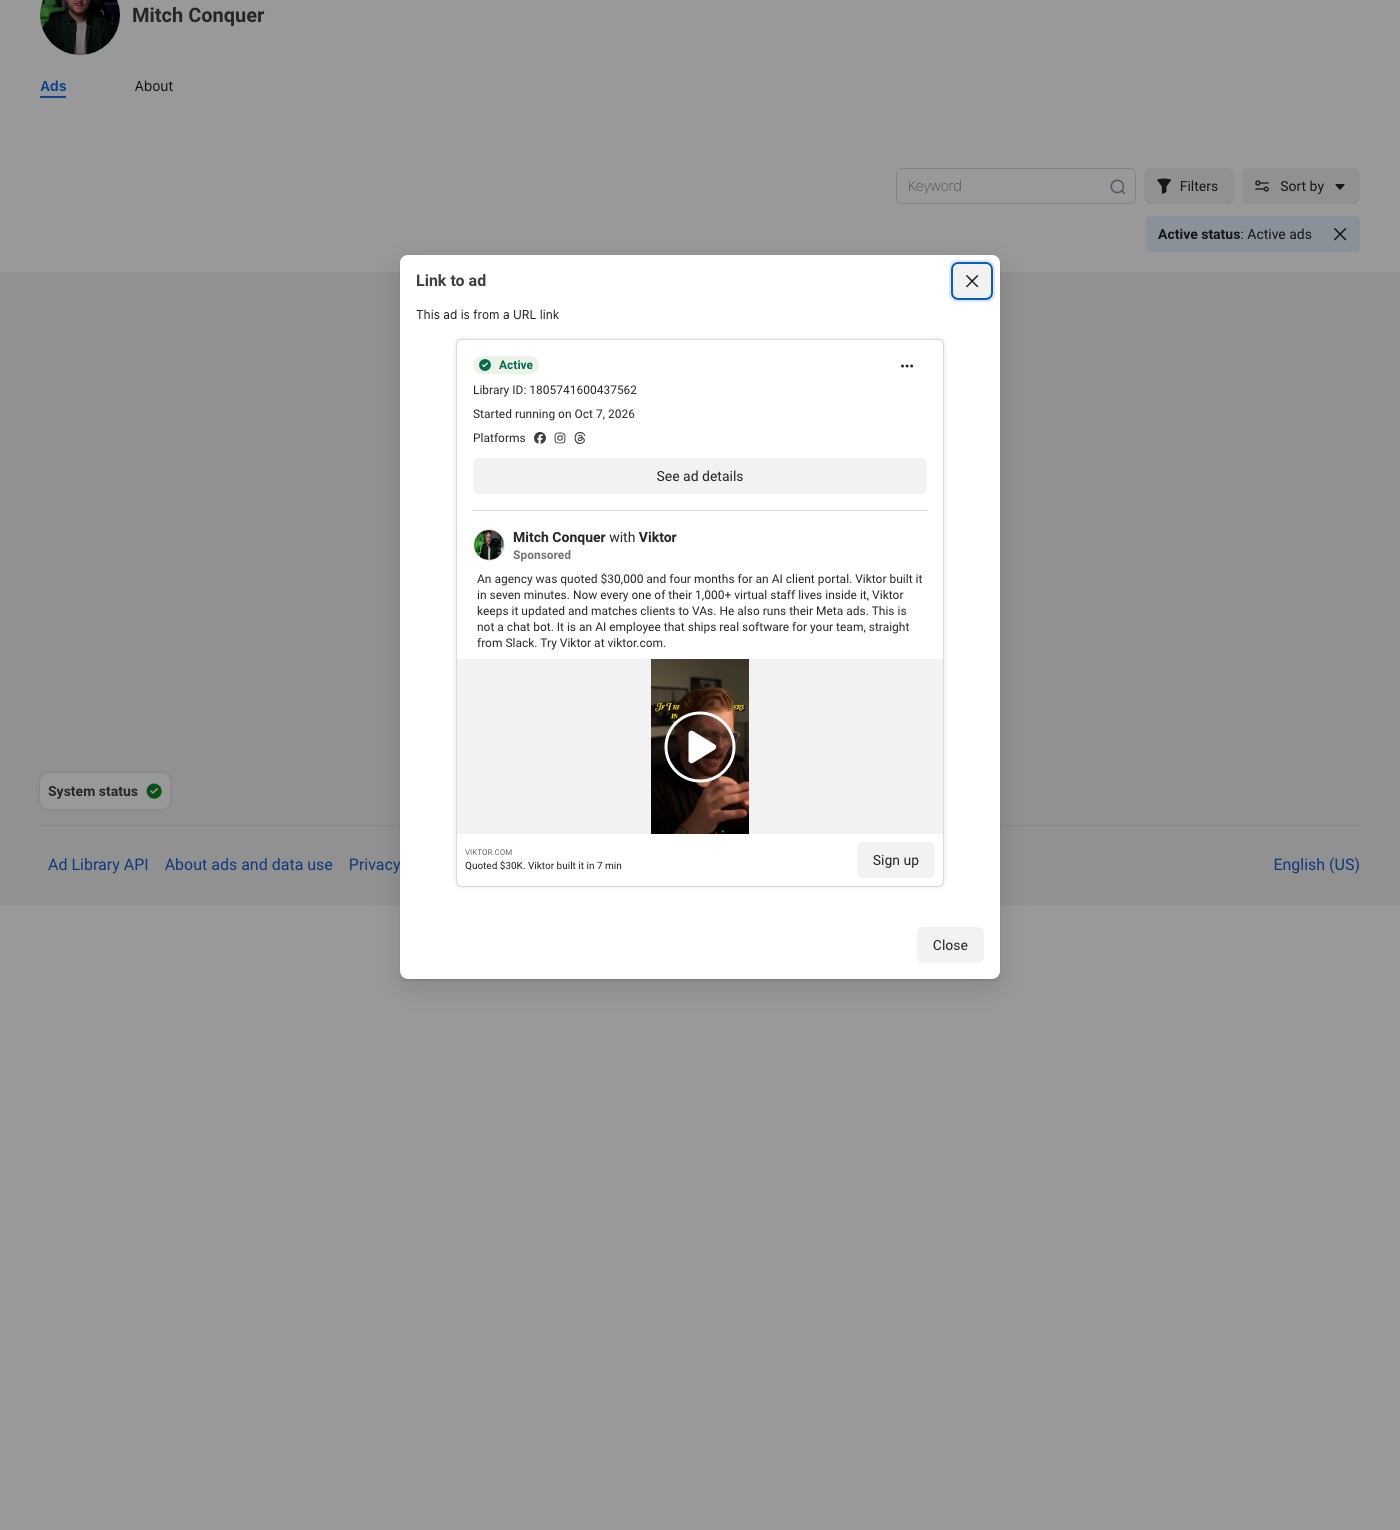 Mitch Conquer
Ads
About
Keyword
Filters
Sort by
Active status: Active ads
Link to ad
This ad is from a URL link
Active
Library ID: 1805741600437562
Started running on Oct 7, 2026
Platforms
See ad details
Mitch Conquer with Viktor
Sponsored
An agency was quoted $30,000 and four months for an AI client portal. Viktor built it
in seven minutes. Now every one of their 1,000+ virtual staff lives inside it, Viktor
keeps it updated and matches clients to VAs. He also runs their Meta ads. This is
not a chat bot. It is an AI employee that ships real software for your team, straight
from Slack. Try Viktor at viktor.com.
VIKTOR.COM
Quoted $30K. Viktor built it in 7 min
Sign up
Close
System status
Ad Library API
About ads and data use
Privacy
English (US)